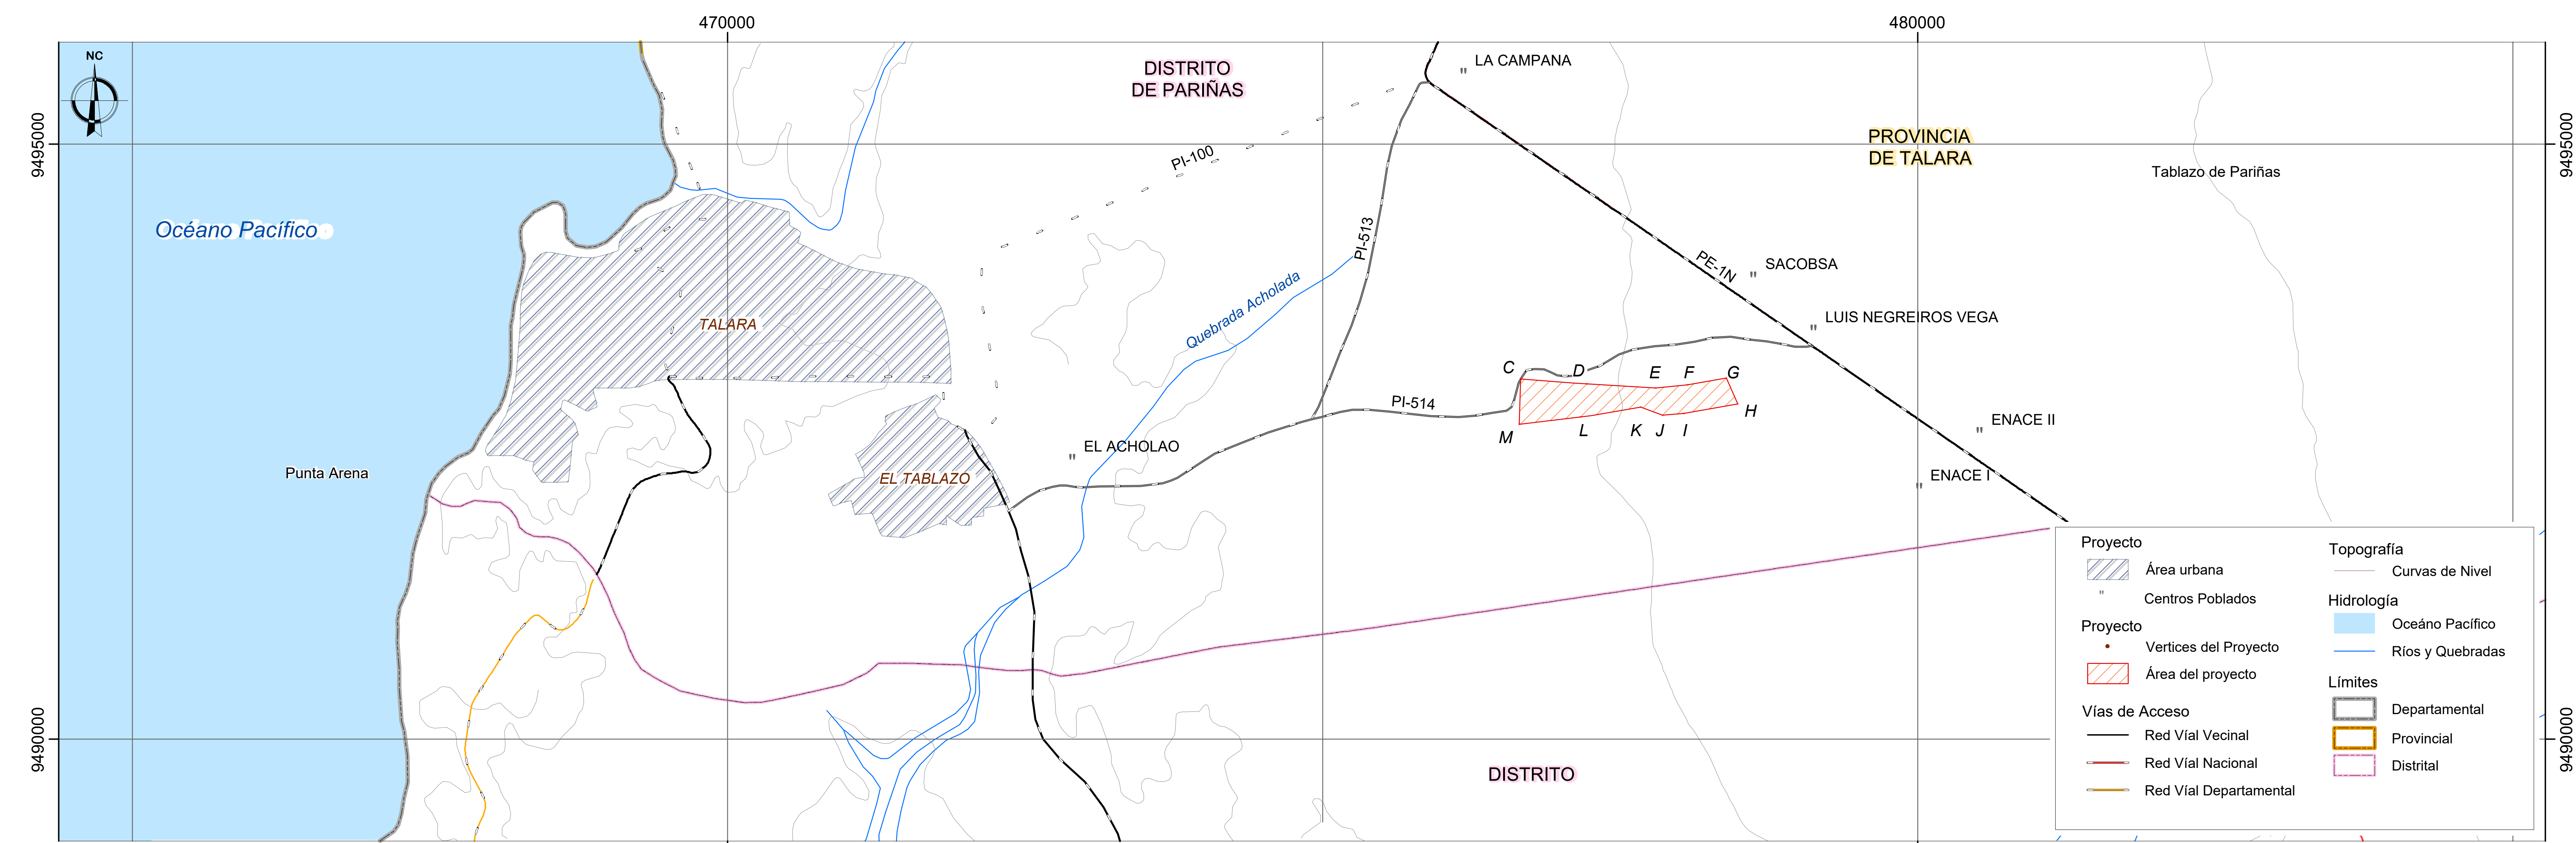 470000
480000
NC
LA CAMPANA
DISTRITO
DE PARIÑAS
9495000
PROVINCIA
DE TALARA
9495000
PI-100
Tablazo de Pariñas
Océano Pacífico
PI-513
PE-1N
SACOBSA
Quebrada Acholada
TALARA
LUIS NEGREIROS VEGA
C
D
E
F
G
PI-514
H
M
L
K
J
I
ENACE II
EL ACHOLAO
Punta Arena
EL TABLAZO
ENACE I
9490000
9490000
DISTRITO
Proyecto
Área urbana
Centros Poblados
Proyecto
Vertices del Proyecto
Área del proyecto
Vías de Acceso
Red Víal Vecinal
Red Víal Nacional
Red Víal Departamental
Topografía
Curvas de Nivel
Hidrología
Oceáno Pacífico
Ríos y Quebradas
Límites
Departamental
Provincial
Distrital